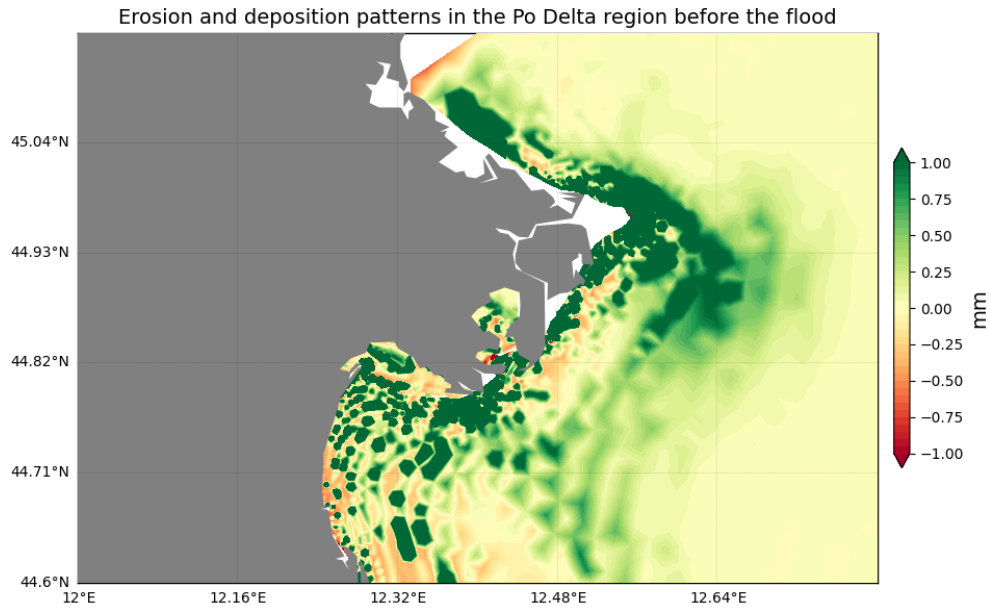 Erosion and deposition patterns in the Po Delta region before the flood
45.04°N
44.93°N
44.82°N
44.71°N
44.6°N
12°E 12.16°E 12.32°E 12.48°E 12.64°E
1.00
0.75
0.50
0.25
0.00
−0.25
−0.50
−0.75
−1.00
mm